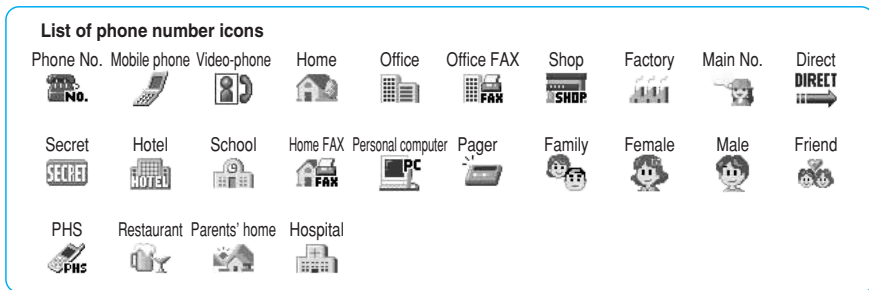 List of phone number icons
Phone No. Mobile phone Video-phone Home Office Office FAX Shop Factory Main No. Direct
NO. FAX SHOP DIRECT
Secret Hotel School Home FAX Personal computer Pager Family Female Male Friend
SECRET HOTEL FAX PC
PHS Restaurant Parents' home Hospital
PHS